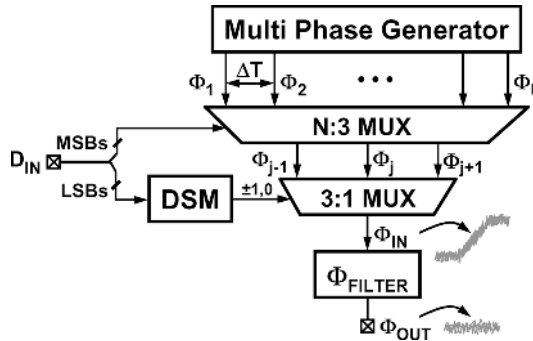 Multi Phase Generator
Φ1 ΔT Φ2 • • •
N:3 MUX
MSBs
DIN
LSBs
Φj-1 Φj Φj+1
DSM ±1,0 3:1 MUX
ΦIN
ΦFILTER
ΦOUT